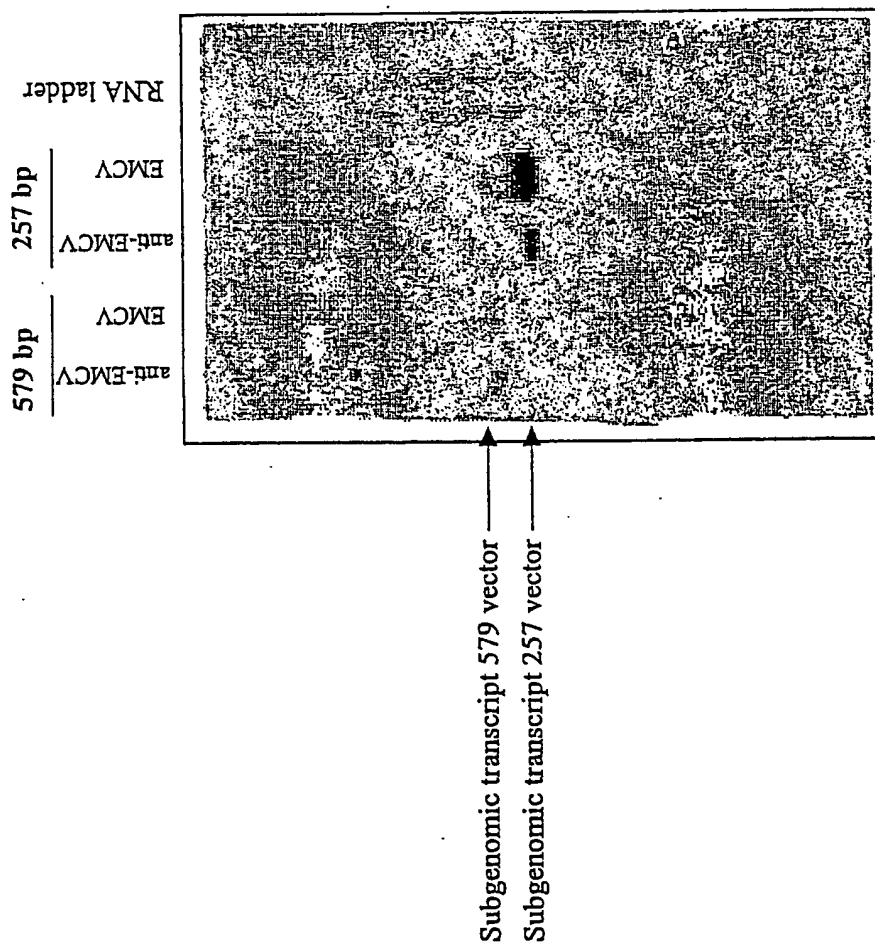 579 bp
257 bp
anti-EMCV
EMCV
anti-EMCV
EMCV
RNA ladder
Subgenomic transcript 579 vector
Subgenomic transcript 257 vector